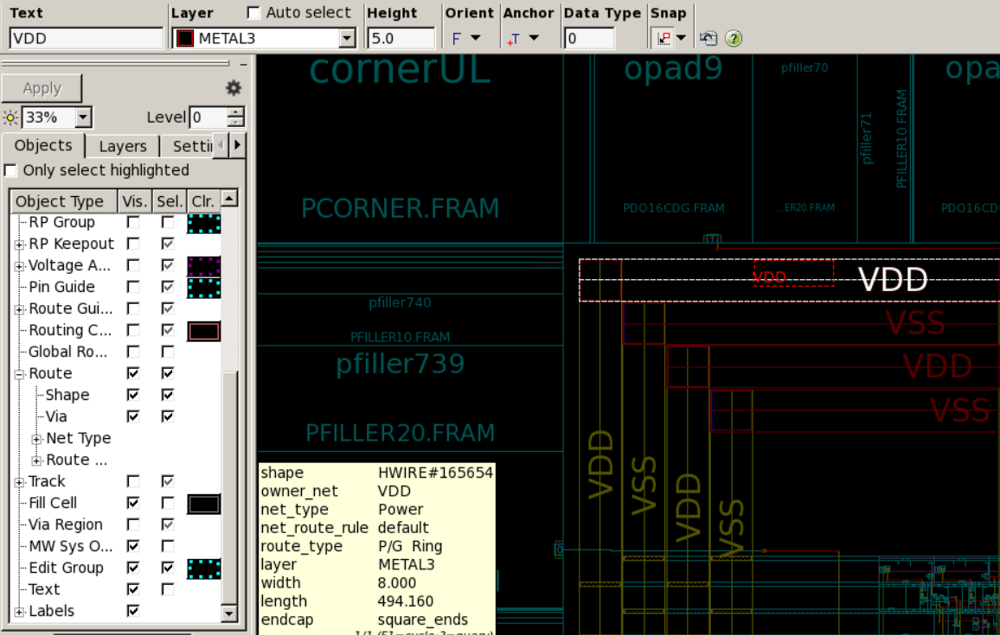 Text Layer Auto select Height Orient Anchor Data Type Snap
VDD METAL3 5.0 F T 0
Apply
33% Level 0
Objects Layers Settin
Only select highlighted
Object Type Vis. Sel. Clr.
RP Group
RP Keepout
Voltage A...
Pin Guide
Route Gui...
Routing C...
Global Ro...
Route
Shape
Via
Net Type
Route ...
Track
Fill Cell
Via Region
MW Sys O...
Edit Group
Text
Labels
cornerUL
PCORNER.FRAM
opad9
PDO16CDG.FRAM
pfiller70
...ER20.FRAM
pfiller71
PFILLER10.FRAM
opa
PDO16CD
pfiller740
PFILLER10.FRAM
pfiller739
PFILLER20.FRAM
VDD VDD
VSS
VDD
VSS
VDD
VSS
VDD
VSS
shape HWIRE#165654
owner_net VDD
net_type Power
net_route_rule default
route_type P/G Ring
layer METAL3
width 8.000
length 494.160
endcap square_ends